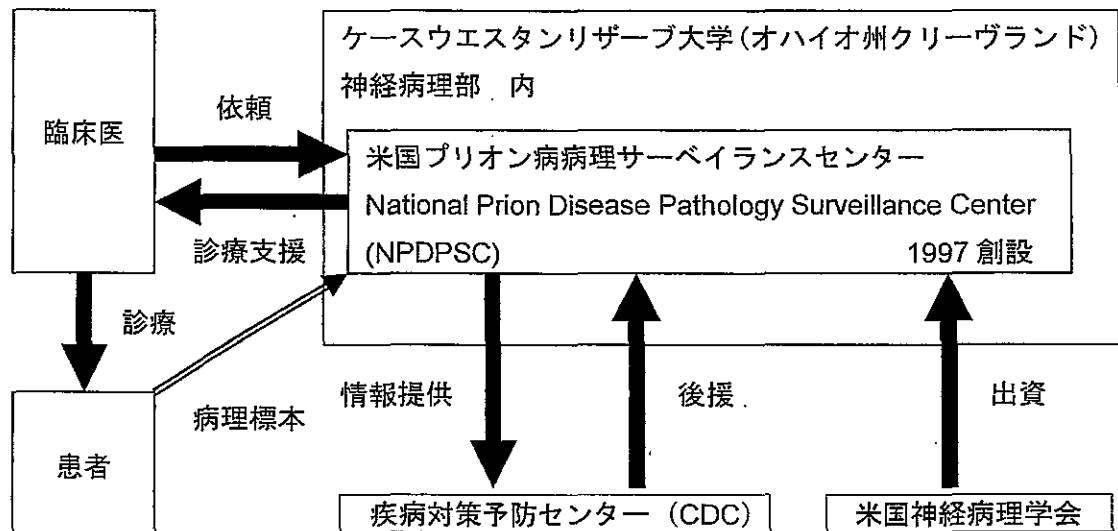 ケースウエスタンリザーブ大学（オハイオ州クリーヴランド）
神経病理部 内
臨床医
依頼
米国プリオン病病理サーベイランスセンター
National Prion Disease Pathology Surveillance Center
(NPDPSC) 1997 創設
診療支援
診療
病理標本
患者
情報提供
後援
出資
疾病対策予防センター（CDC）
米国神経病理学会